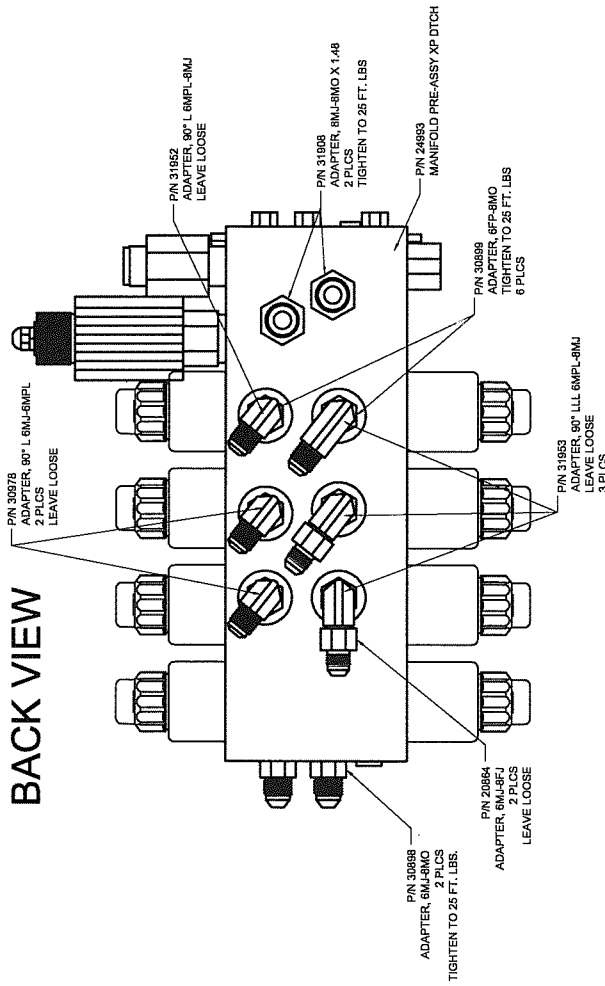 BACK VIEW
P/N 30978
ADAPTER, 90° L 6MJ-6MPL
2 PLCS
LEAVE LOOSE
P/N 31952
ADAPTER, 90° L 6MPL-8MJ
LEAVE LOOSE
P/N 31908
ADAPTER, 8MJ-8MO X 1.48
2 PLCS
TIGHTEN TO 25 FT. LBS
P/N 24993
MANIFOLD PRE-ASSY XP DTCH
P/N 30899
ADAPTER, 6FP-8MO
TIGHTEN TO 25 FT. LBS
6 PLCS
P/N 31953
ADAPTER, 90° LLL 6MPL-8MJ
LEAVE LOOSE
3 PLCS
P/N 20864
ADAPTER, 6MJ-8FJ
2 PLCS
LEAVE LOOSE
P/N 30898
ADAPTER, 6MJ-8MO
2 PLCS
TIGHTEN TO 25 FT. LBS.